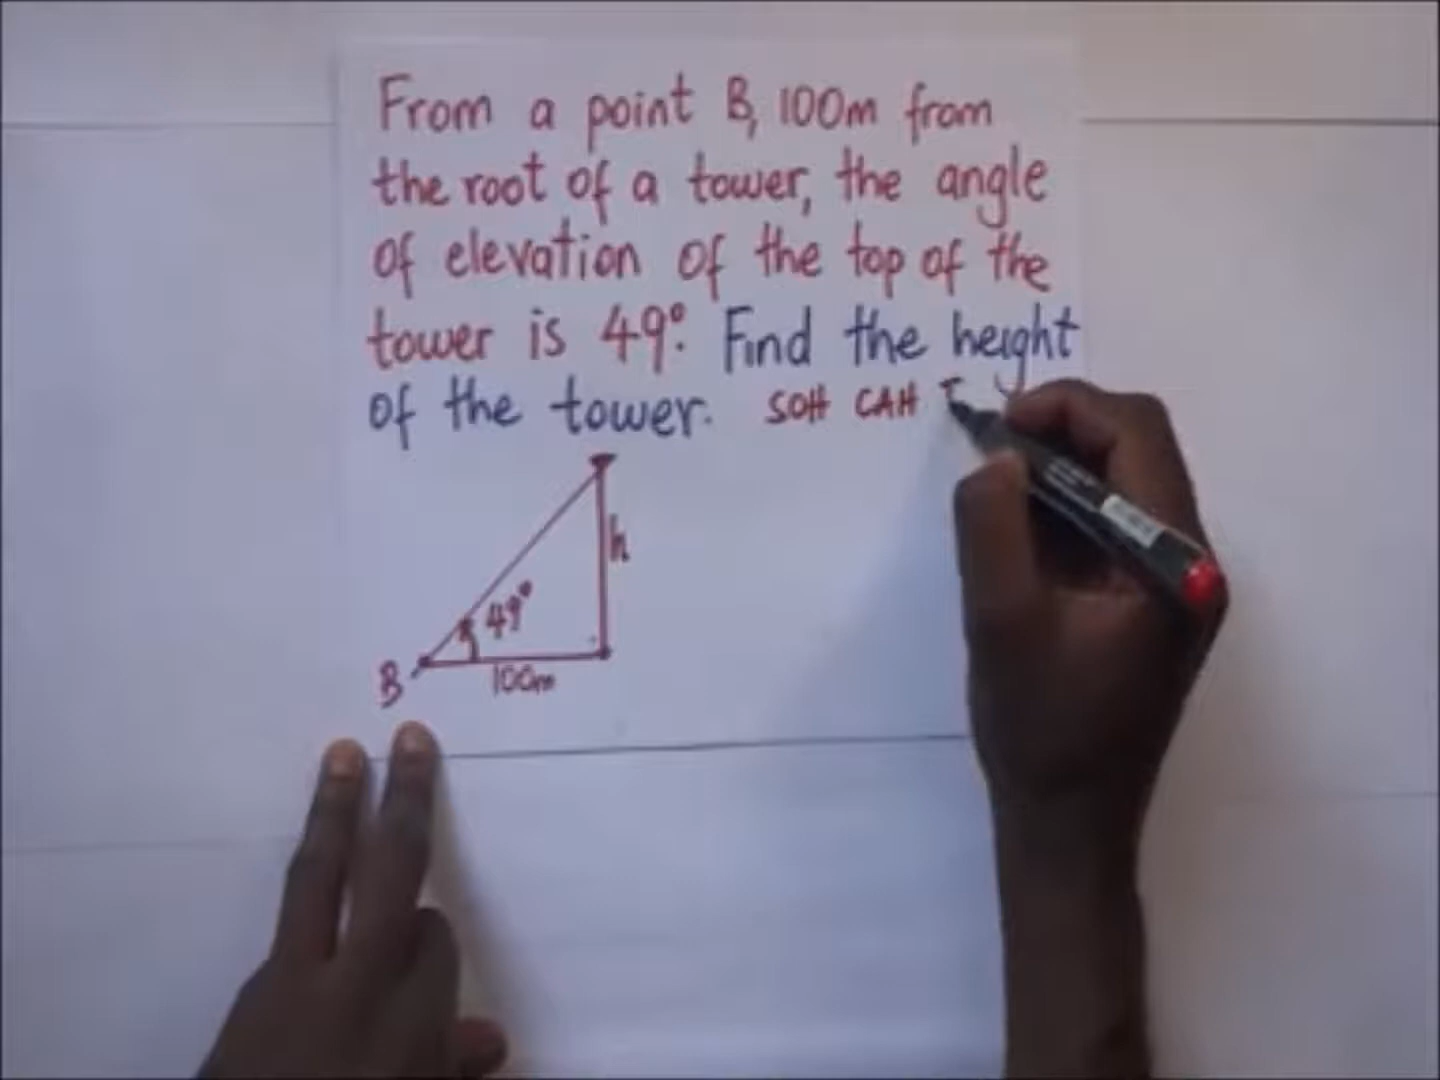 From a point B, 100m from
the root of a tower, the angle
of elevation of the top of the
tower is 49°. Find the height
of the tower. SOH CAH T
h
49°
B
100m